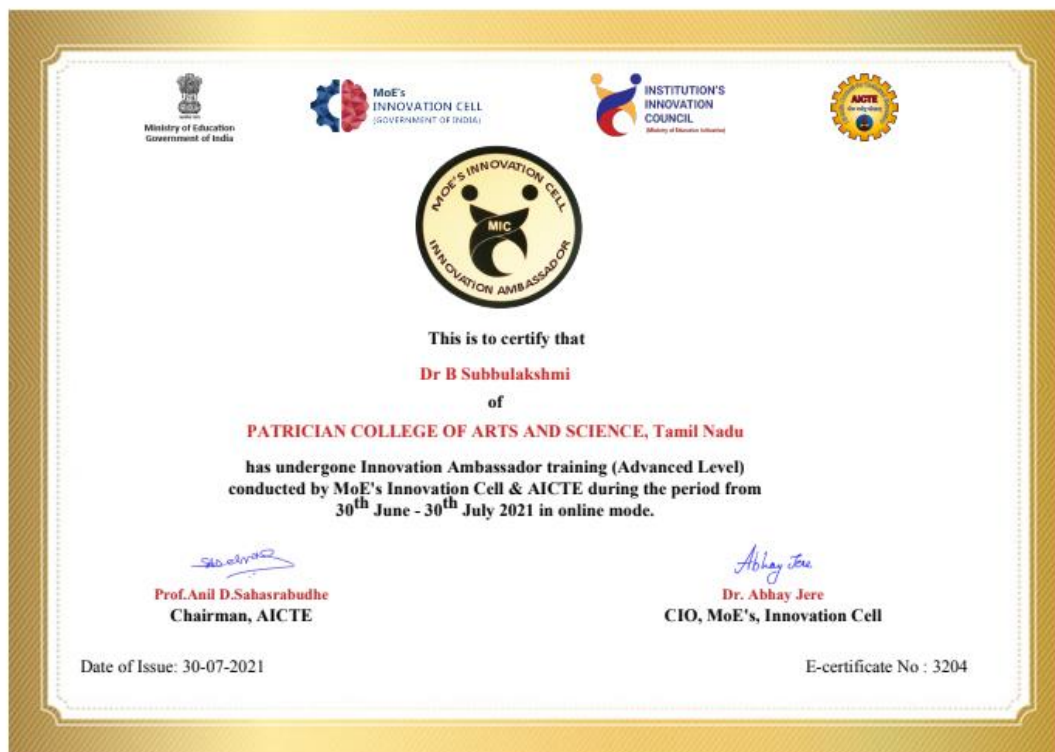 Ministry of Education
Government of India
MoE's
INNOVATION CELL
(GOVERNMENT OF INDIA)
INSTITUTION'S
INNOVATION
COUNCIL
(Ministry of Education Initiative)
AICTE
MOE'S INNOVATION CELL
MIC
INNOVATION AMBASSADOR
This is to certify that
Dr B Subbulakshmi
of
PATRICIAN COLLEGE OF ARTS AND SCIENCE, Tamil Nadu
has undergone Innovation Ambassador training (Advanced Level)
conducted by MoE's Innovation Cell & AICTE during the period from
30th June - 30th July 2021 in online mode.
Abhay Jere
Prof.Anil D.Sahasrabudhe
Dr. Abhay Jere
Chairman, AICTE
CIO, MoE's, Innovation Cell
Date of Issue: 30-07-2021
E-certificate No : 3204